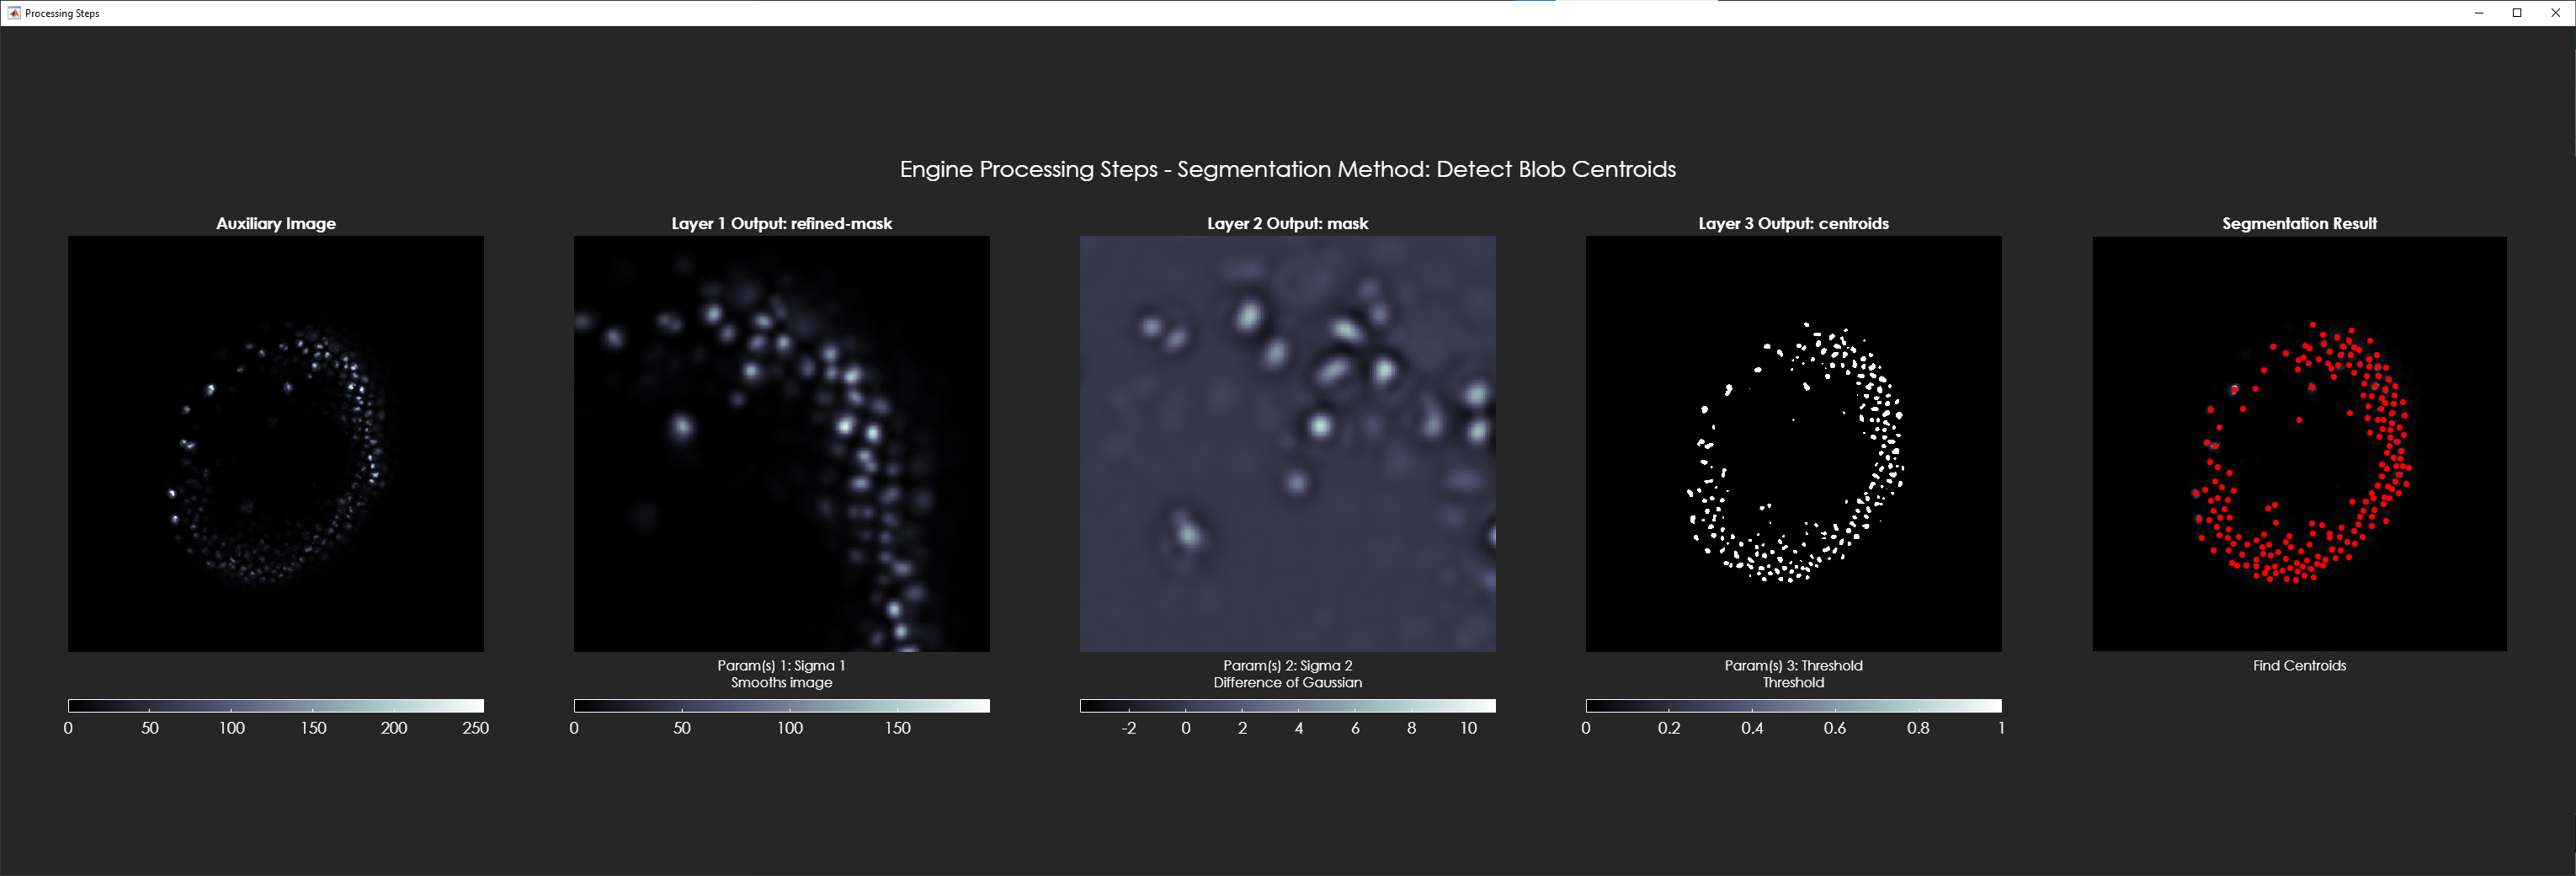 Processing Steps
Engine Processing Steps - Segmentation Method: Detect Blob Centroids
Auxiliary Image
0 50 100 150 200 250
Layer 1 Output: refined-mask
Param(s) 1: Sigma 1
Smooths image
0 50 100 150
Layer 2 Output: mask
Param(s) 2: Sigma 2
Difference of Gaussian
-2 0 2 4 6 8 10
Layer 3 Output: centroids
Param(s) 3: Threshold
Threshold
0 0.2 0.4 0.6 0.8 1
Segmentation Result
Find Centroids